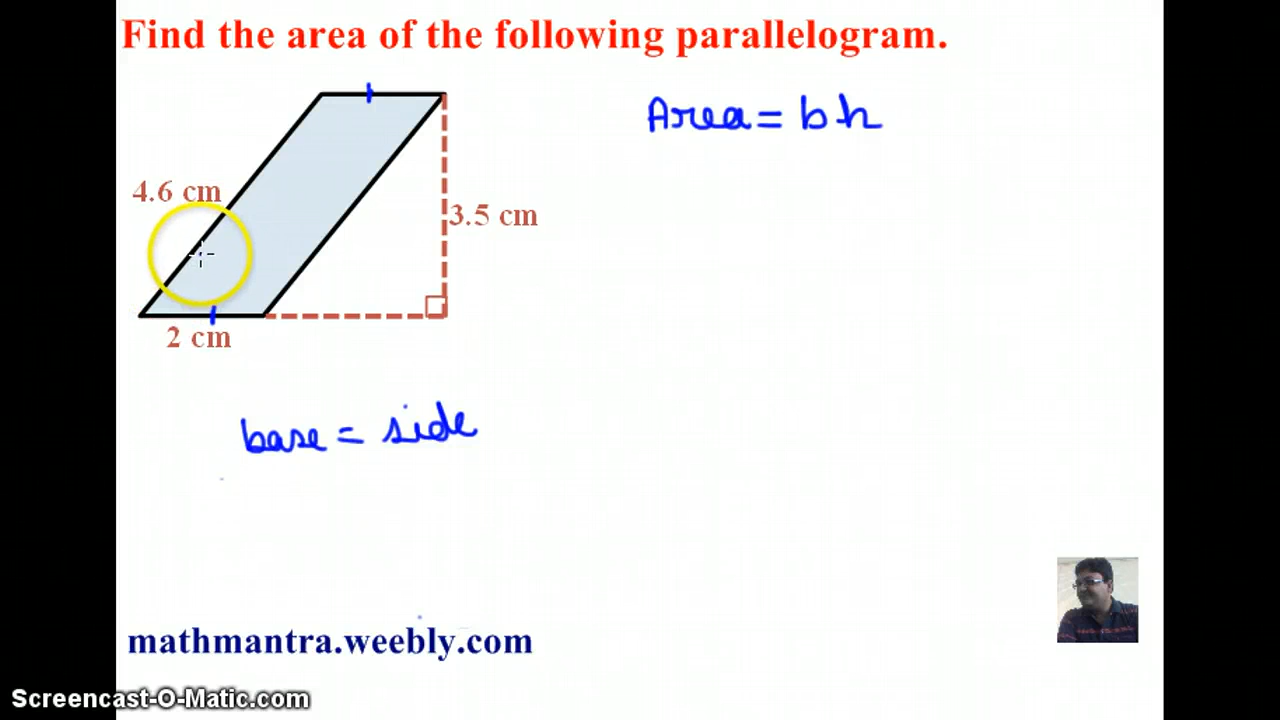 Find the area of the following parallelogram.
Area = bh
4.6 cm
3.5 cm
2 cm
base = side
mathmantra.weebly.com
Screencast-O-Matic.com